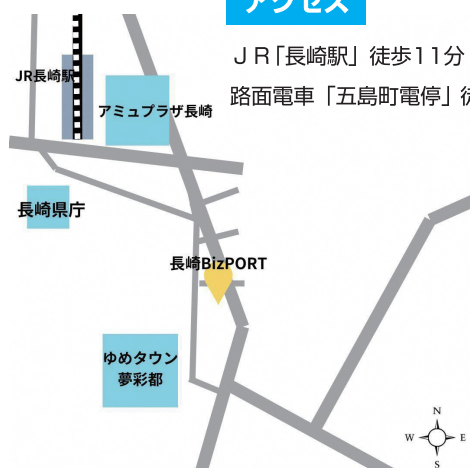 アクセス
JR「長崎駅」徒歩11分
路面電車「五島町電停」徒
JR長崎駅
アミュプラザ長崎
長崎県庁
長崎BizPORT
ゆめタウン
夢彩都
N
W E
S